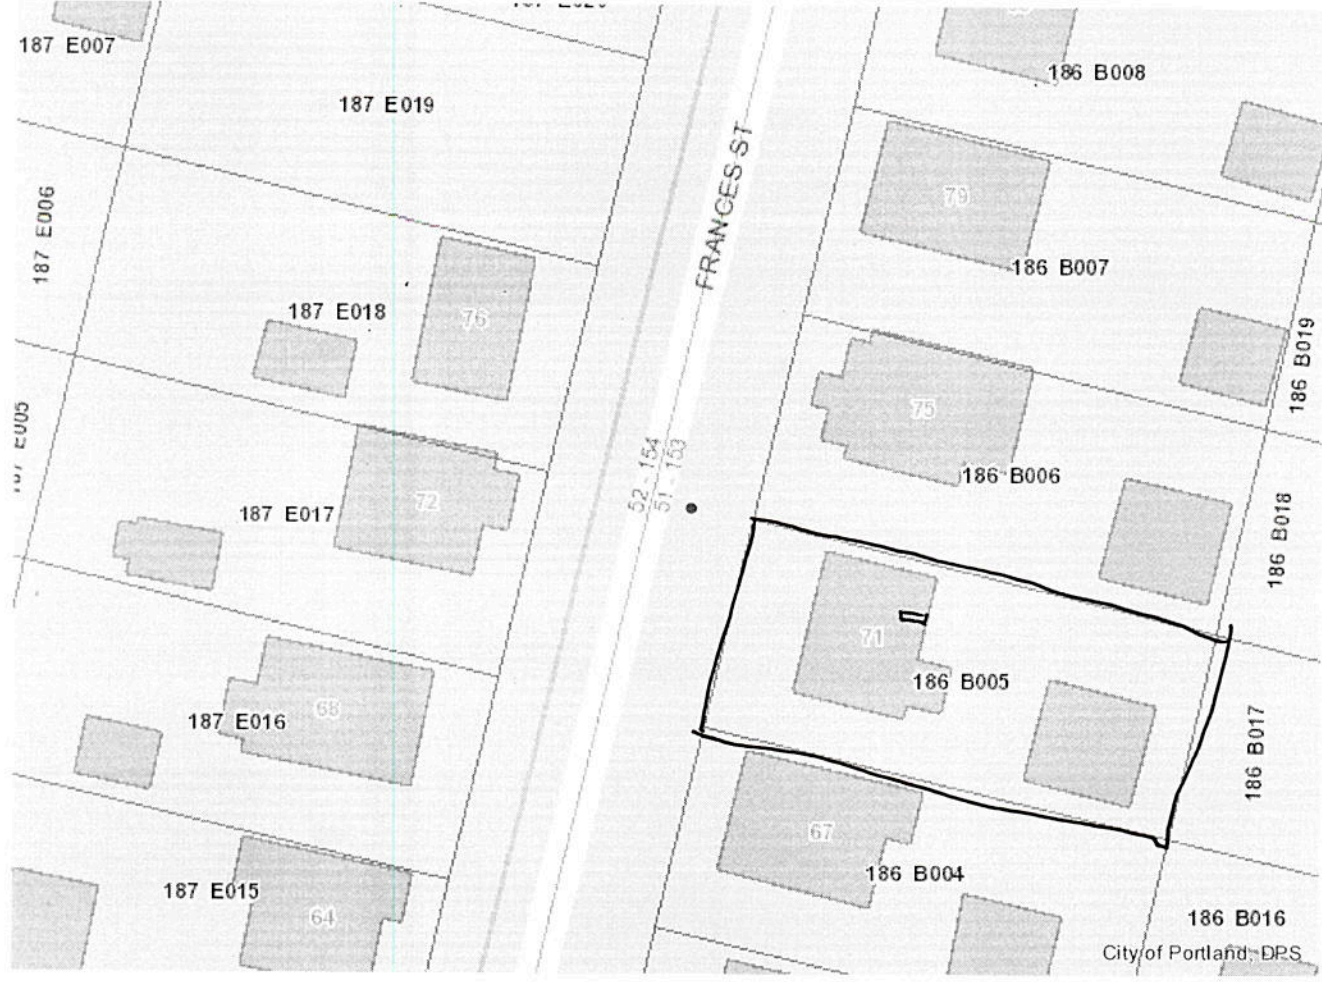 187 E007
187 E019
186 B008
187 E006
FRANCES ST
79
186 B007
187 E018
76
186 B019
75
E005
186 B006
52 - 154
51 - 153
187 E017
72
186 B018
71
186 B005
187 E016
68
186 B017
67
186 B004
187 E015
64
186 B016
City of Portland, DPS